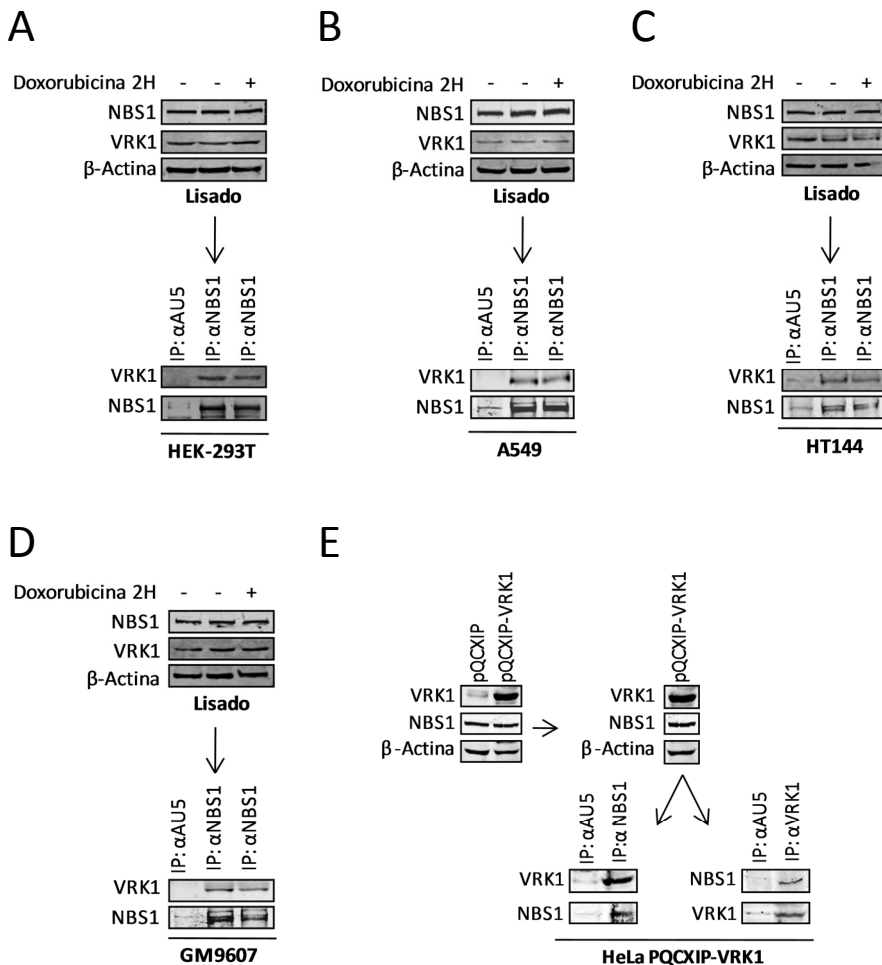 A
Doxorubicina 2H - - +
NBS1
VRK1
β-Actina
Lisado
IP: αAU5
IP: αNBS1
IP: αNBS1
VRK1
NBS1
HEK-293T
B
Doxorubicina 2H - - +
NBS1
VRK1
β-Actina
Lisado
IP: αAU5
IP: αNBS1
IP: αNBS1
VRK1
NBS1
A549
C
Doxorubicina 2H - - +
NBS1
VRK1
β-Actina
Lisado
IP: αAU5
IP: αNBS1
IP: αNBS1
VRK1
NBS1
HT144
D
Doxorubicina 2H - - +
NBS1
VRK1
β-Actina
Lisado
IP: αAU5
IP: αNBS1
IP: αNBS1
VRK1
NBS1
GM9607
E
pQCXIP
pQCXIP-VRK1
VRK1
NBS1
β-Actina
pQCXIP-VRK1
VRK1
NBS1
β-Actina
IP: αAU5
IP:α NBS1
VRK1
NBS1
IP: αAU5
IP: αVRK1
NBS1
VRK1
HeLa PQCXIP-VRK1